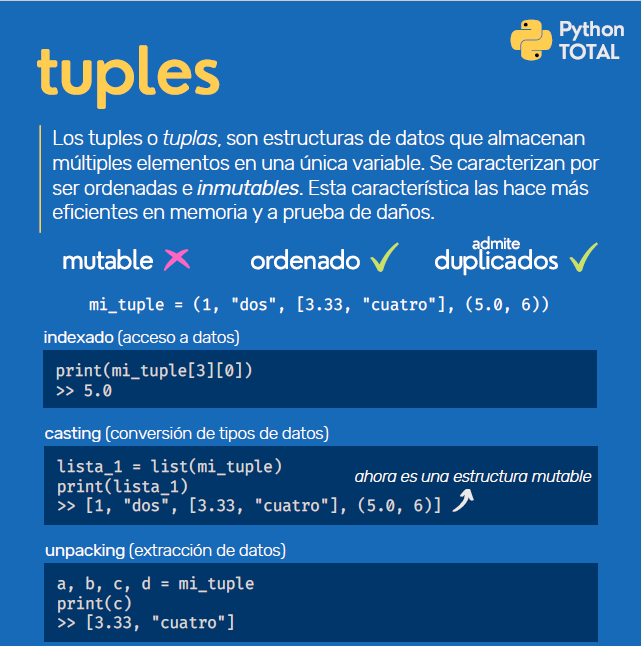 Python
TOTAL
tuples
Los tuples o tuplas, son estructuras de datos que almacenan
múltiples elementos en una única variable. Se caracterizan por
ser ordenadas e inmutables. Esta característica las hace más
eficientes en memoria y a prueba de daños.
mutable ordenado admite duplicados
mi_tuple = (1, "dos", [3.33, "cuatro"], (5.0, 6))
indexado (acceso a datos)
print(mi_tuple[3][0])
>> 5.0
casting (conversión de tipos de datos)
lista_1 = list(mi_tuple)
print(lista_1)
>> [1, "dos", [3.33, "cuatro"], (5.0, 6)]
ahora es una estructura mutable
unpacking (extracción de datos)
a, b, c, d = mi_tuple
print(c)
>> [3.33, "cuatro"]